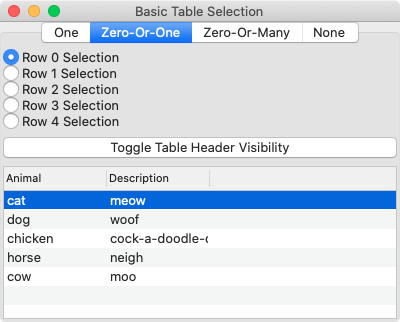 Basic Table Selection
One Zero-Or-One Zero-Or-Many None
Row 0 Selection
Row 1 Selection
Row 2 Selection
Row 3 Selection
Row 4 Selection
Toggle Table Header Visibility
Animal Description
cat meow
dog woof
chicken cock-a-doodle-
horse neigh
cow moo